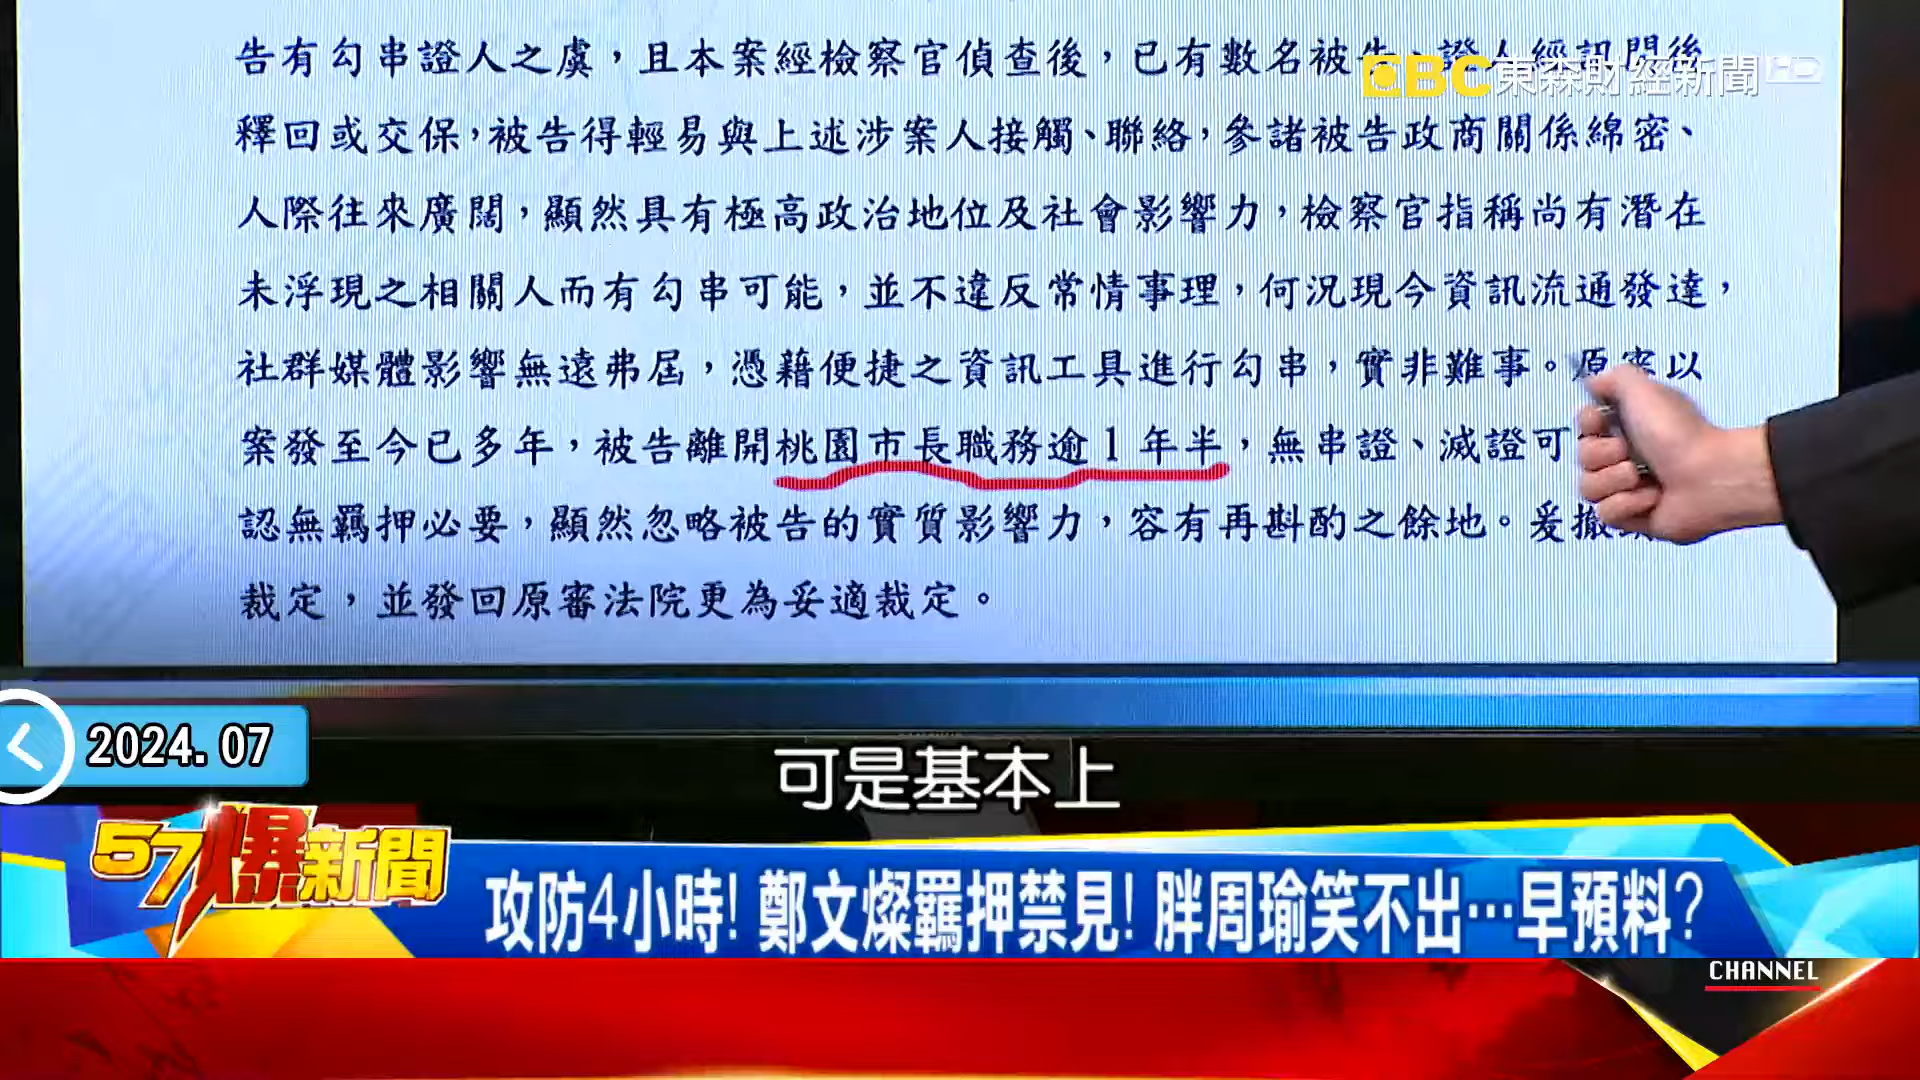 告有勾串證人之虞，且本案經檢察官偵查後，已有數名被告、證人經訊問後
EBC 東森財經新聞 HD
釋回或交保，被告得輕易與上述涉案人接觸、聯絡，參諸被告政商關係綿密、
人際往來廣闊，顯然具有極高政治地位及社會影響力，檢察官指稱尚有潛在
未浮現之相關人而有勾串可能，並不違反常情事理，何況現今資訊流通發達，
社群媒體影響無遠弗屆，憑藉便捷之資訊工具進行勾串，實非難事。原審以
案發至今已多年，被告離開桃園市長職務逾1年半，無串證、滅證可
認無羈押必要，顯然忽略被告的實質影響力，容有再斟酌之餘地。爰撤
裁定，並發回原審法院更為妥適裁定。
2024.07
可是基本上
57爆新聞
攻防4小時！鄭文燦羈押禁見！胖周瑜笑不出…早預料？
CHANNEL